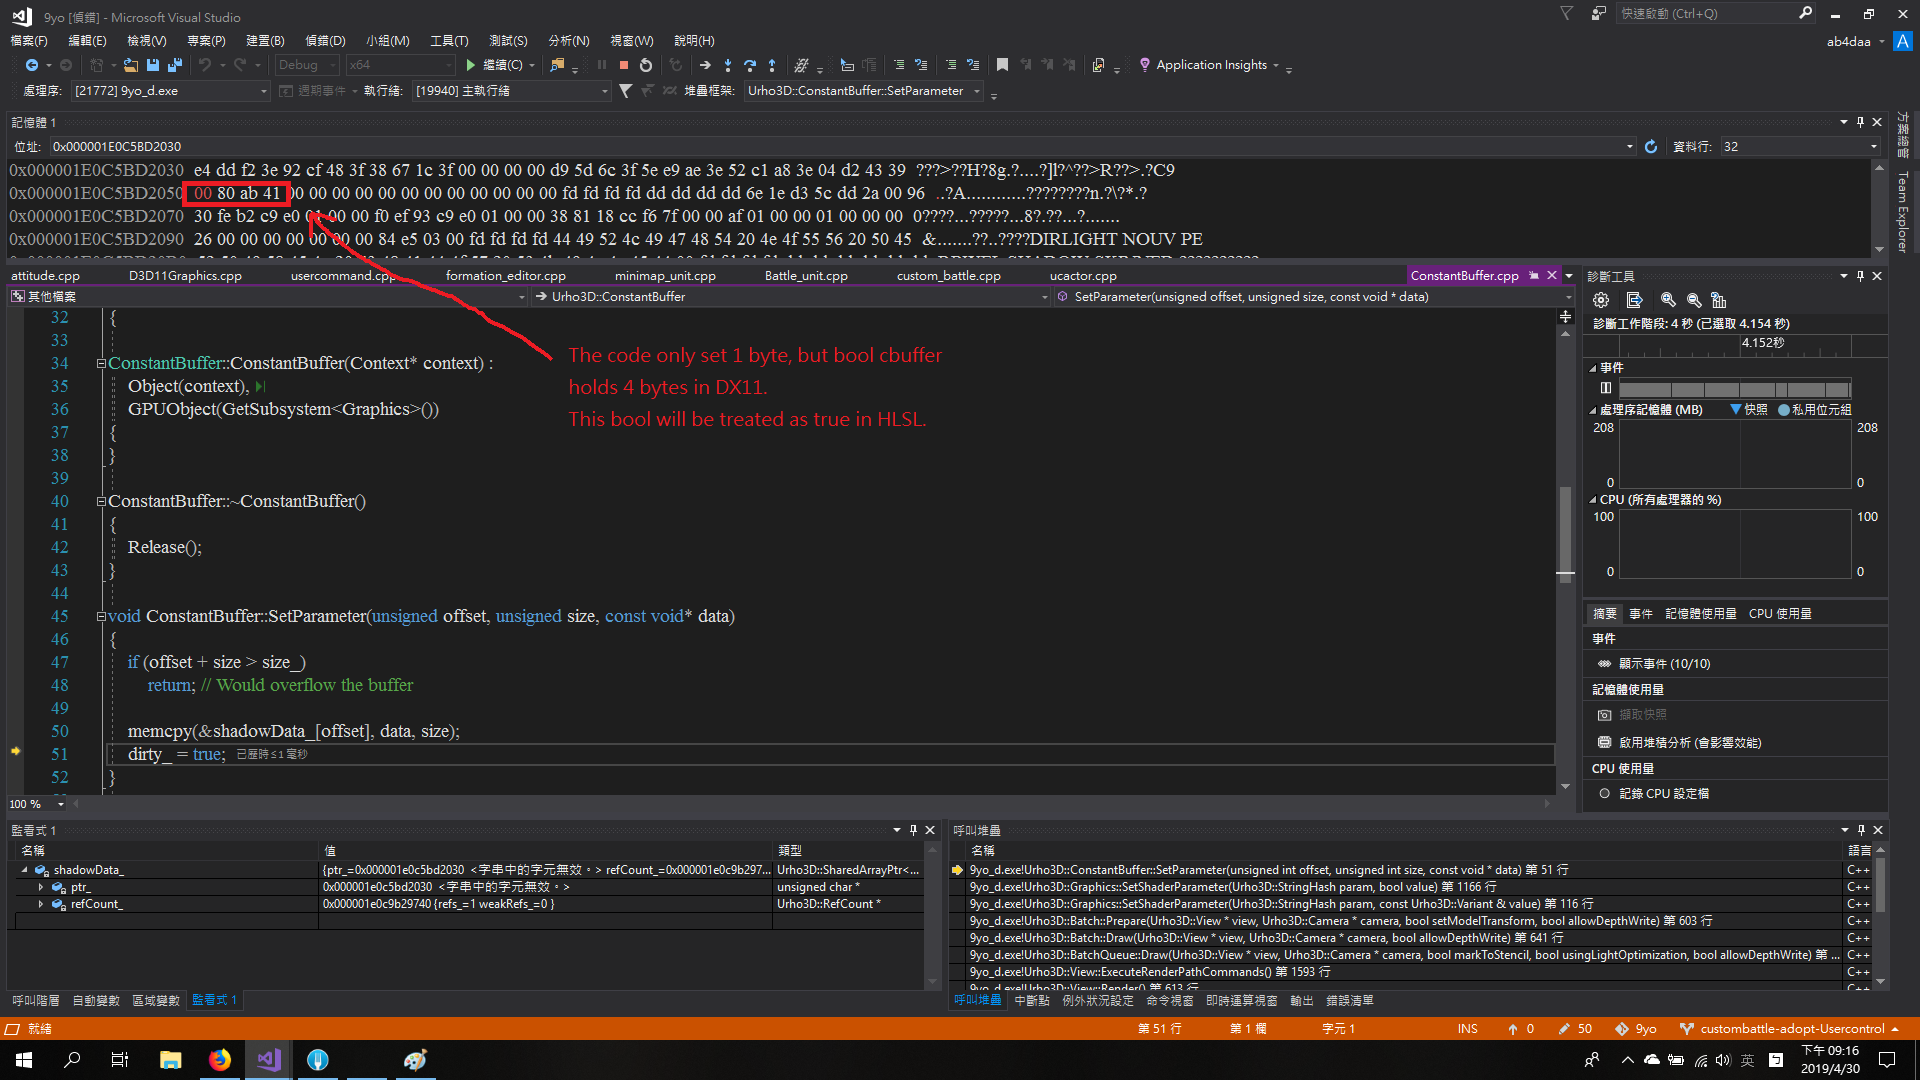 9yo [偵錯] - Microsoft Visual Studio
快速啟動 (Ctrl+Q)
檔案(F) 編輯(E) 檢視(V) 專案(P) 建置(B) 偵錯(D) 小組(M) 工具(T) 測試(S) 分析(N) 視窗(W) 說明(H)
ab4daa A
Debug x64 繼續(C) Application Insights
處理序: [21772] 9yo_d.exe 週期事件 執行緒: [19940] 主執行緒 堆疊框架: Urho3D::ConstantBuffer::SetParameter
記憶體 1
位址: 0x000001E0C5BD2030 資料行: 32
0x000001E0C5BD2030 e4 dd f2 3e 92 cf 48 3f 38 67 1c 3f 00 00 00 00 d9 5d 6c 3f 5e e9 ae 3e 52 c1 a8 3e 04 d2 43 39 ???>??H?8g.?....?]l?^??>R??>.?C9
0x000001E0C5BD2050 00 80 ab 41 00 00 00 00 00 00 00 00 00 00 00 00 fd fd fd fd dd dd dd dd 6e 1e d3 5c dd 2a 00 96 ..?A............????????n.?\?*.?
0x000001E0C5BD2070 30 fe b2 c9 e0 01 00 00 f0 ef 93 c9 e0 01 00 00 38 81 18 cc f6 7f 00 00 af 01 00 00 01 00 00 00 0????...?????...8?.??...?.......
0x000001E0C5BD2090 26 00 00 00 00 00 00 00 84 e5 03 00 fd fd fd fd 44 49 52 4c 49 47 48 54 20 4e 4f 55 56 20 50 45 &.......??..????DIRLIGHT NOUV PE
方案總管
Team Explorer
attitude.cpp D3D11Graphics.cpp usercommand.cpp formation_editor.cpp minimap_unit.cpp Battle_unit.cpp custom_battle.cpp ucactor.cpp ConstantBuffer.cpp
其他檔案 Urho3D::ConstantBuffer SetParameter(unsigned offset, unsigned size, const void * data)
32 {
33
34 ConstantBuffer::ConstantBuffer(Context* context) :
35 Object(context),
36 GPUObject(GetSubsystem<Graphics>())
37 {
38 }
39
40 ConstantBuffer::~ConstantBuffer()
41 {
42 Release();
43 }
44
45 void ConstantBuffer::SetParameter(unsigned offset, unsigned size, const void* data)
46 {
47 if (offset + size > size_)
48 return; // Would overflow the buffer
49
50 memcpy(&shadowData_[offset], data, size);
51 dirty_ = true; 已歷時 ≤ 1 毫秒
52 }
The code only set 1 byte, but bool cbuffer
holds 4 bytes in DX11.
This bool will be treated as true in HLSL.
100 %
診斷工具
診斷工作階段: 4 秒 (已選取 4.154 秒)
4.152秒
事件
處理序記憶體 (MB) 快照 私用位元組
208 208
0 0
CPU (所有處理器的 %)
100 100
0 0
摘要 事件 記憶體使用量 CPU 使用量
事件
顯示事件 (10/10)
記憶體使用量
擷取快照
啟用堆積分析 (會影響效能)
CPU 使用量
記錄 CPU 設定檔
監看式 1
名稱 值 類型
shadowData_ {ptr_=0x000001e0c5bd2030 <字串中的字元無效。> refCount_=0x000001e0c9b297... Urho3D::SharedArrayPtr<...
ptr_ 0x000001e0c5bd2030 <字串中的字元無效。> unsigned char *
refCount_ 0x000001e0c9b29740 {refs_=1 weakRefs_=0 } Urho3D::RefCount *
呼叫階層 自動變數 區域變數 監看式 1
呼叫堆疊
名稱 語言
9yo_d.exe!Urho3D::ConstantBuffer::SetParameter(unsigned int offset, unsigned int size, const void * data) 第 51 行 C++
9yo_d.exe!Urho3D::Graphics::SetShaderParameter(Urho3D::StringHash param, bool value) 第 1166 行 C++
9yo_d.exe!Urho3D::Graphics::SetShaderParameter(Urho3D::StringHash param, const Urho3D::Variant & value) 第 116 行 C++
9yo_d.exe!Urho3D::Batch::Prepare(Urho3D::View * view, Urho3D::Camera * camera, bool setModelTransform, bool allowDepthWrite) 第 603 行 C++
9yo_d.exe!Urho3D::Batch::Draw(Urho3D::View * view, Urho3D::Camera * camera, bool allowDepthWrite) 第 641 行 C++
9yo_d.exe!Urho3D::BatchQueue::Draw(Urho3D::View * view, Urho3D::Camera * camera, bool markToStencil, bool usingLightOptimization, bool allowDepthWrite) 第 ... C++
9yo_d.exe!Urho3D::View::ExecuteRenderPathCommands() 第 1593 行 C++
9yo_d.exe!Urho3D::View::Render() 第 613 行 C++
呼叫堆疊 中斷點 例外狀況設定 命令視窗 即時運算視窗 輸出 錯誤清單
就緒 第 51 行 第 1 欄 字元 1 INS 0 50 9yo custombattle-adopt-Usercontrol
英
下午 09:16
2019/4/30